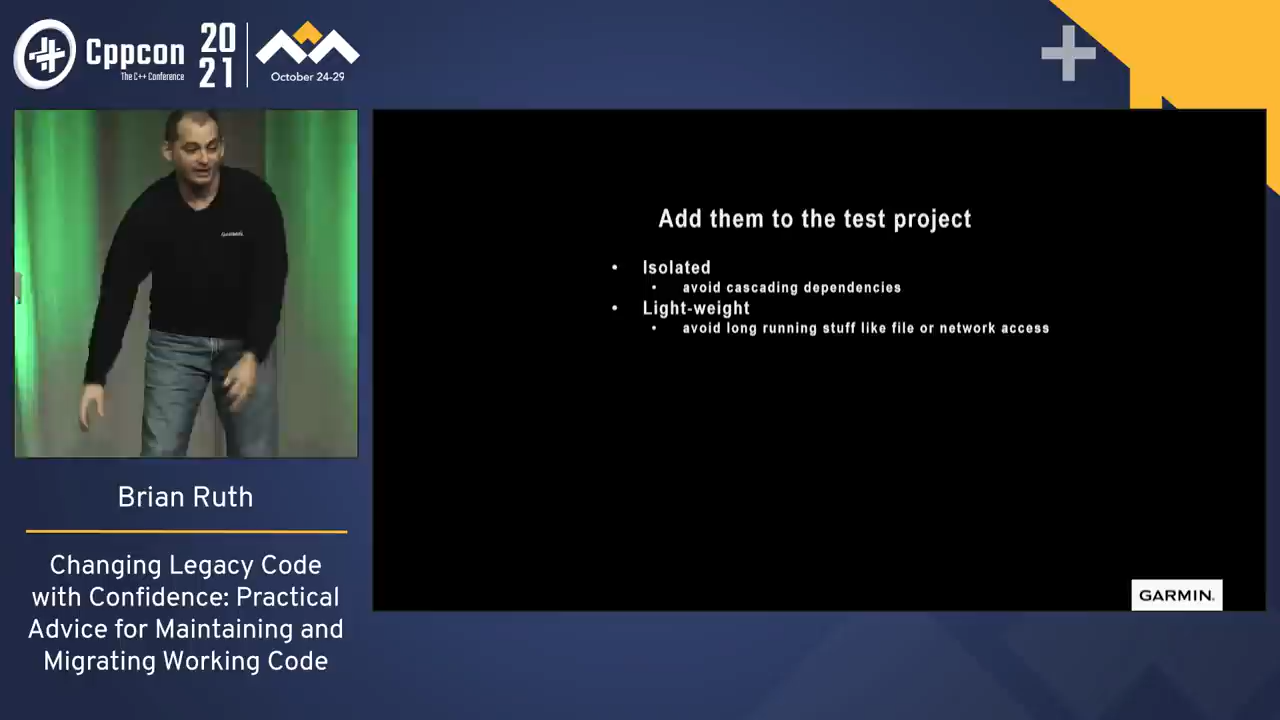 Cppcon
The C++ Conference
20
21
October 24-29
Add them to the test project
• Isolated
• avoid cascading dependencies
• Light-weight
• avoid long running stuff like file or network access
GARMIN.
Brian Ruth
Changing Legacy Code
with Confidence: Practical
Advice for Maintaining and
Migrating Working Code